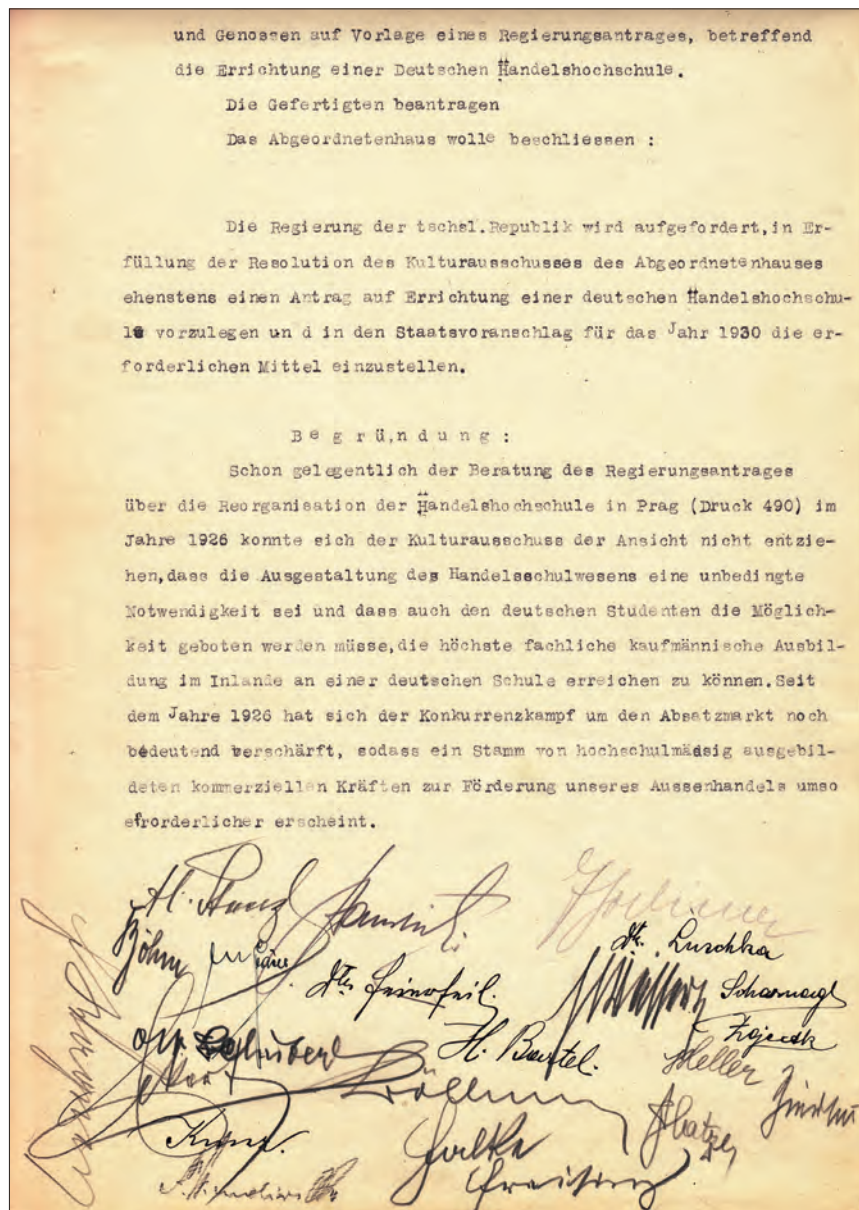 und Genossen auf Vorlage eines Regierungsantrages, betreffend
die Errichtung einer Deutschen Handelshochschule.
Die Gefertigten beantragen
Das Abgeordnetenhaus wolle beschliessen :
Die Regierung der tschsl.Republik wird aufgefordert,in Er-
füllung der Resolution des Kulturausschusses des Abgeordnetenhauses
ehenstens einen Antrag auf Errichtung einer deutschen Handelshochschu-
le vorzulegen un d in den Staatsvoranschlag für das Jahr 1930 die er-
forderlichen Mittel einzustellen.
B e g r ü n d u n g :
Schon gelegentlich der Beratung des Regierungsantrages
über die Reorganisation der Handelshochschule in Prag (Druck 490) im
Jahre 1926 konnte sich der Kulturausschuss der Ansicht nicht entzie-
hen,dass die Ausgestaltung des Handelsschulwesens eine unbedingte
Notwendigkeit sei und dass auch den deutschen Studenten die Möglich-
keit geboten werden müsse,die höchste fachliche kaufmännische Ausbil-
dung im Inlande an einer deutschen Schule erreichen zu können.Seit
dem Jahre 1926 hat sich der Konkurrenzkampf um den Absatzmarkt noch
bedeutend verschärft, sodass ein Stamm von hochschulmässig ausgebil-
deten kommerziellen Kräften zur Förderung unseres Aussenhandels umso
efrorderlicher erscheint.
Böhm
Dr. Luschka
Scharnagl
Zajicek
H. Bartel.
Heller